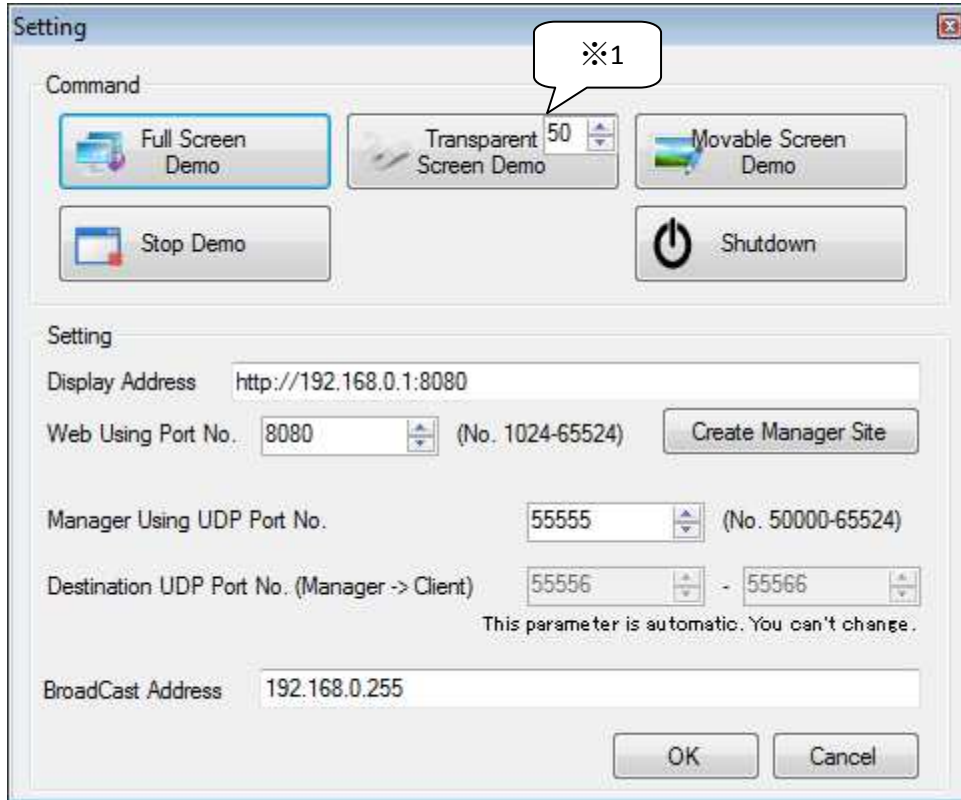 Setting
※1
Command
Full Screen
Demo
Transparent
Screen Demo
50
Movable Screen
Demo
Stop Demo
Shutdown
Setting
Display Address http://192.168.0.1:8080
Web Using Port No. 8080 (No. 1024-65524) Create Manager Site
Manager Using UDP Port No. 55555 (No. 50000-65524)
Destination UDP Port No. (Manager -> Client) 55556 - 55566
This parameter is automatic. You can't change.
BroadCast Address 192.168.0.255
OK Cancel